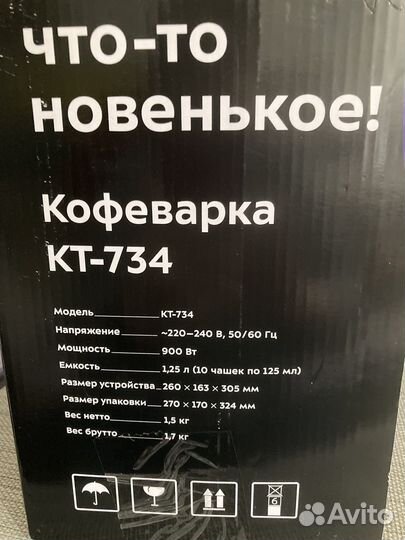 что-то
новенькое!
Кофеварка
КТ-734
Модель КТ-734
Напряжение ~220–240 В, 50/60 Гц
Мощность 900 Вт
Емкость 1,25 л (10 чашек по 125 мл)
Размер устройства 260 × 163 × 305 мм
Размер упаковки 270 × 170 × 324 мм
Вес нетто 1,5 кг
Вес брутто 1,7 кг
6
Avito